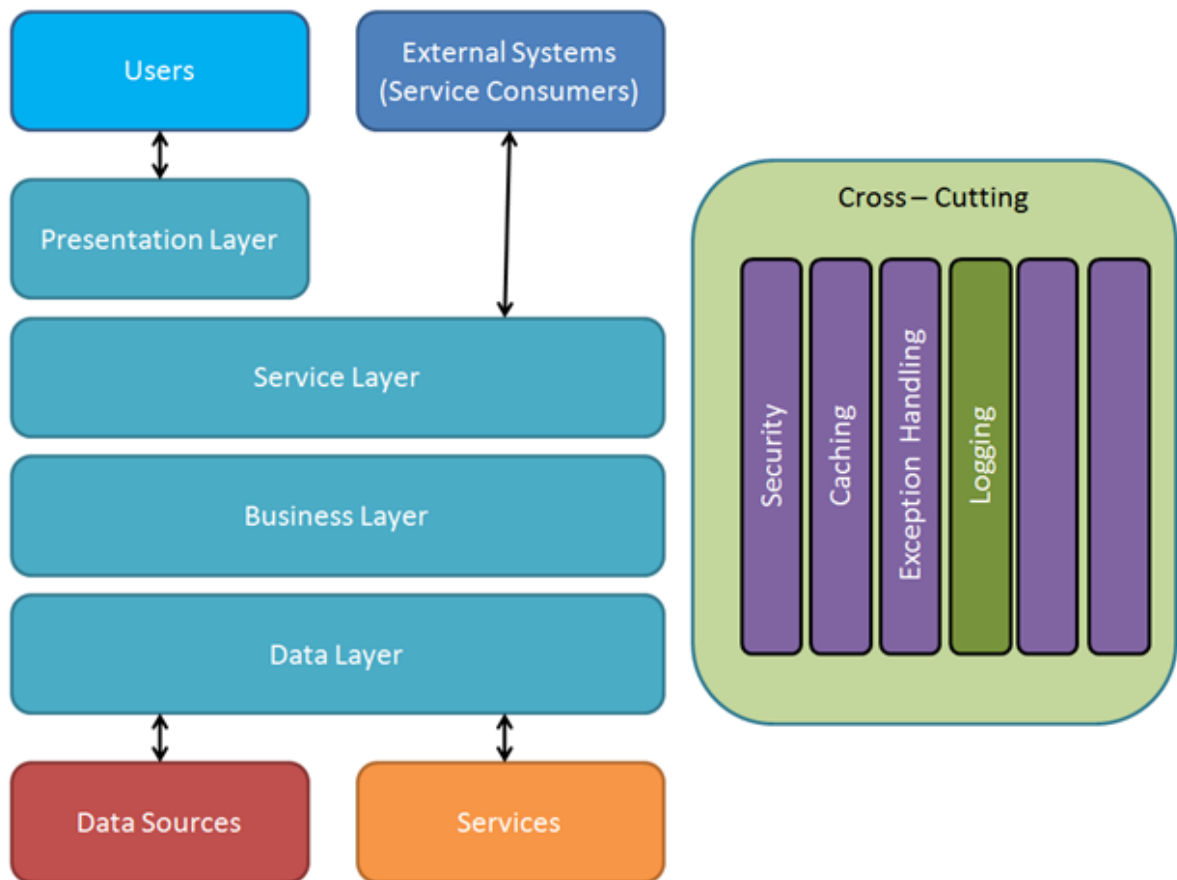 Users
External Systems
(Service Consumers)
Presentation Layer
Service Layer
Business Layer
Data Layer
Data Sources
Services
Cross – Cutting
Security
Caching
Exception Handling
Logging